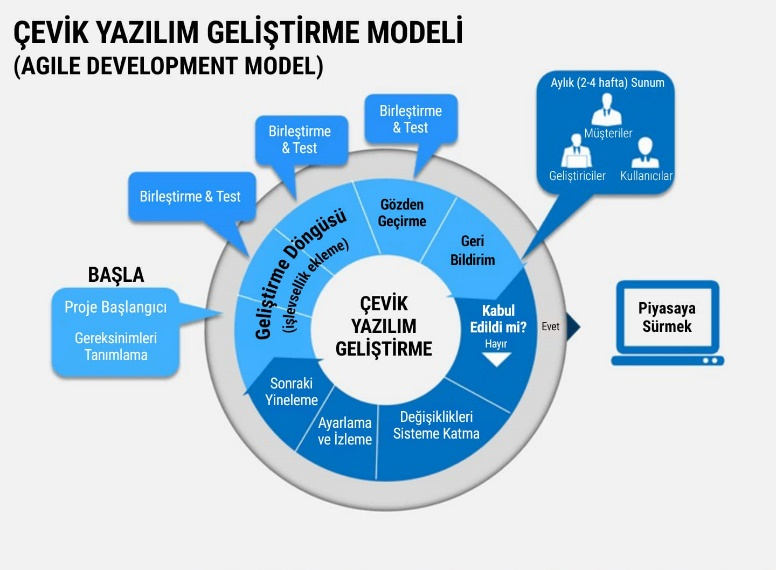 ÇEVİK YAZILIM GELİŞTİRME MODELİ
(AGILE DEVELOPMENT MODEL)
BAŞLA
Proje Başlangıcı
Gereksinimleri
Tanımlama
Birleştirme & Test
Birleştirme
& Test
Birleştirme
& Test
Aylık (2-4 hafta) Sunum
Müşteriler
Geliştiriciler
Kullanıcılar
Geliştirme Döngüsü
(işlevsellik ekleme)
Gözden
Geçirme
Geri
Bildirim
Kabul
Edildi mi?
Hayır
Evet
Piyasaya
Sürmek
Değişiklikleri
Sisteme Katma
Ayarlama
ve İzleme
Sonraki
Yineleme
ÇEVİK
YAZILIM
GELİŞTİRME